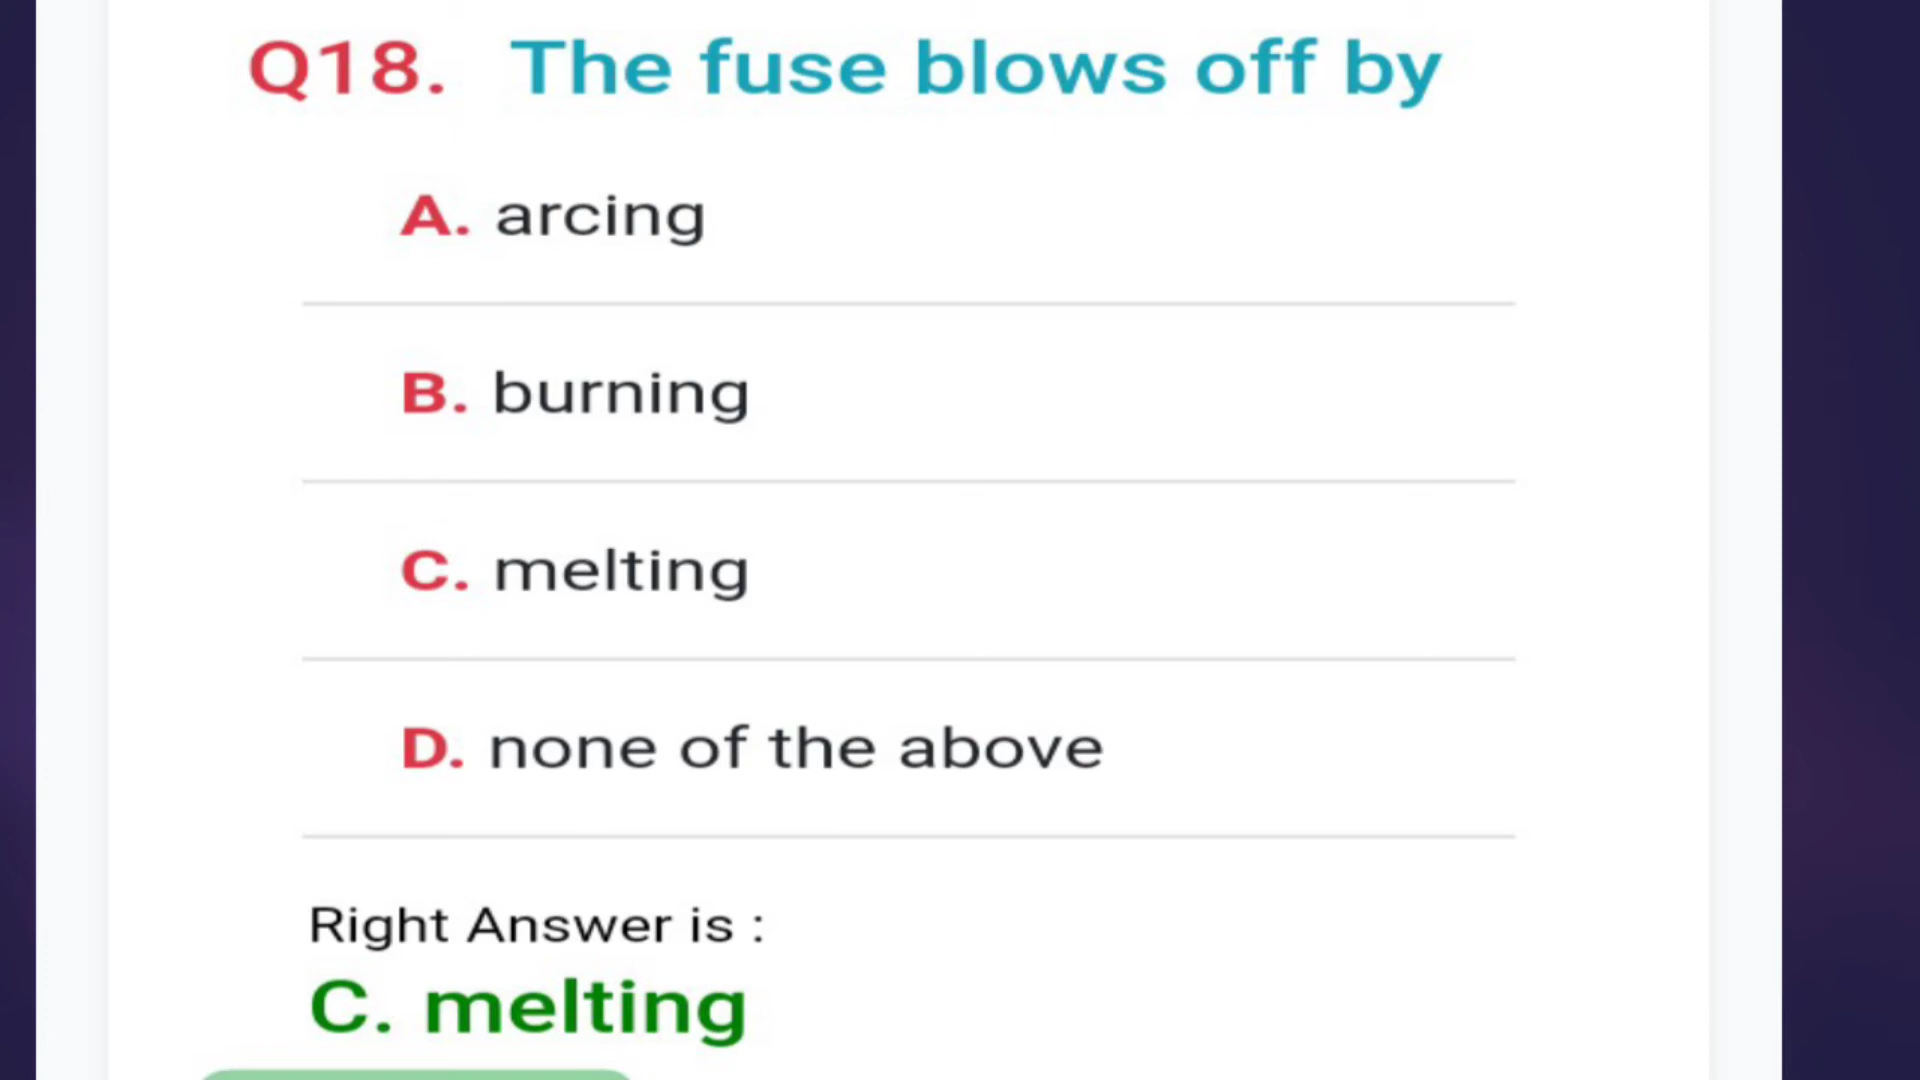 Q18. The fuse blows off by
A. arcing
B. burning
C. melting
D. none of the above
Right Answer is :
C. melting